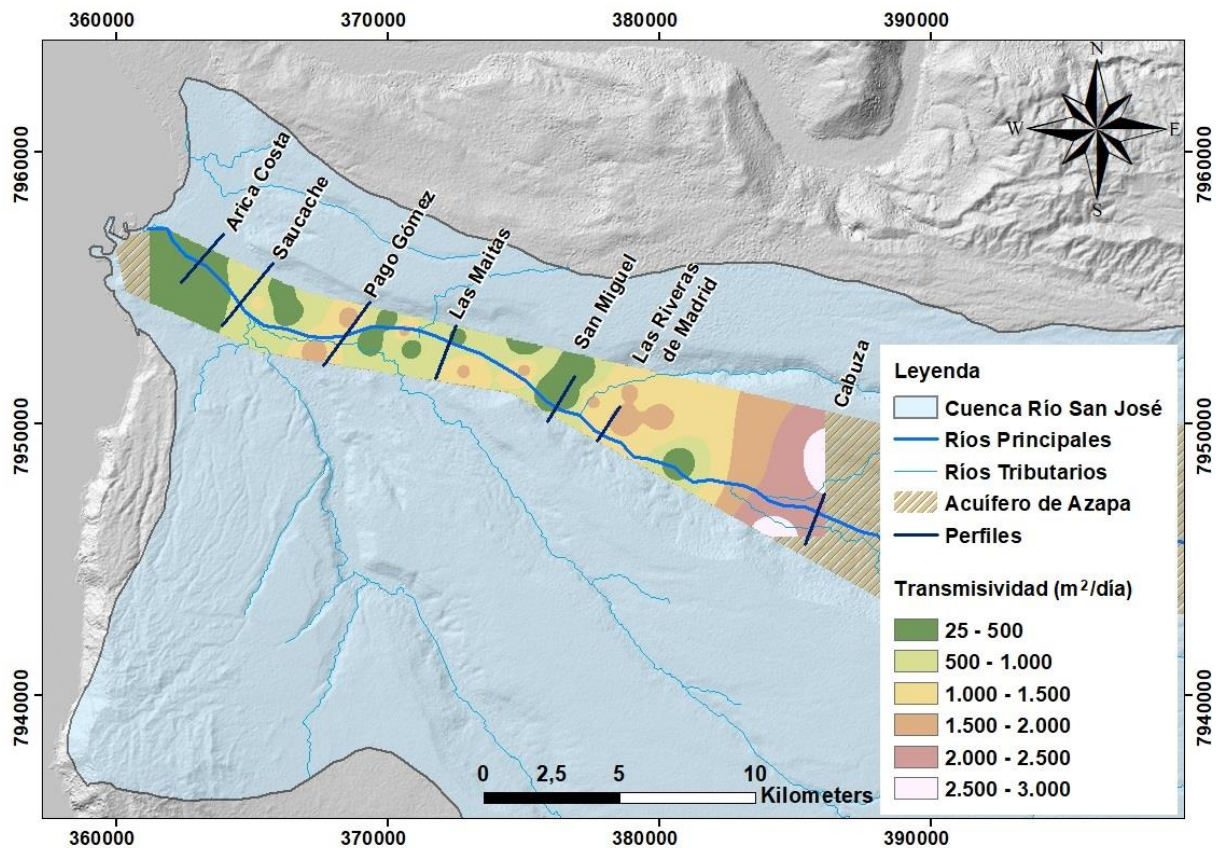 360000 370000 380000 390000
N
W E
S
7960000 7960000
7950000 7950000
7940000 7940000
Arica Costa
Saucache
Pago Gómez
Las Maitas
San Miguel
Las Riveras
de Madrid
Cabuza
Leyenda
Cuenca Río San José
Ríos Principales
Ríos Tributarios
Acuífero de Azapa
Perfiles
Transmisividad (m²/día)
25 - 500
500 - 1.000
1.000 - 1.500
1.500 - 2.000
2.000 - 2.500
2.500 - 3.000
0 2,5 5 10
Kilometers
360000 370000 380000 390000